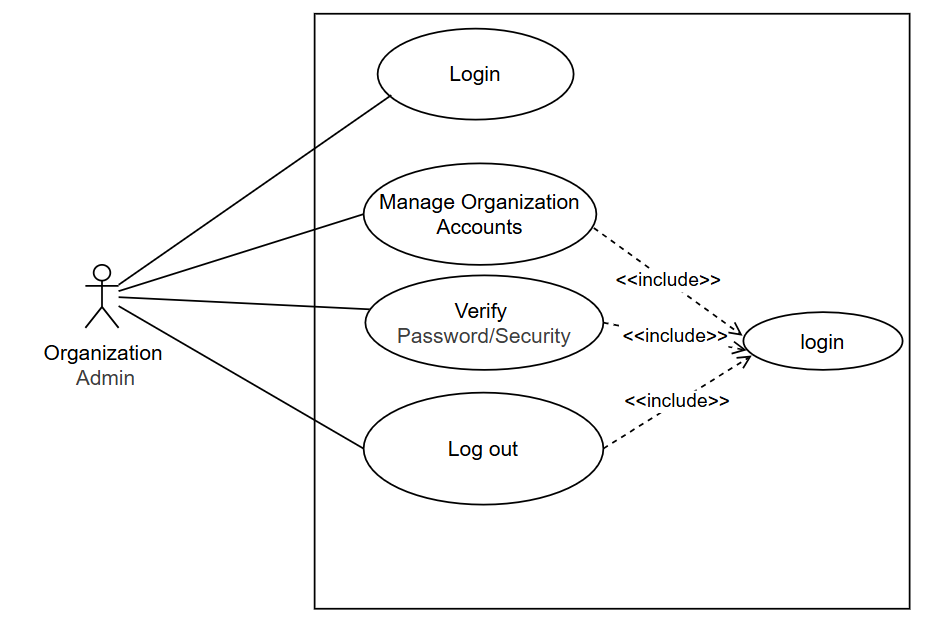 Login
Manage Organization
Accounts
<<include>>
Verify
Password/Security
<<include>>
login
Organization
Admin
<<include>>
Log out